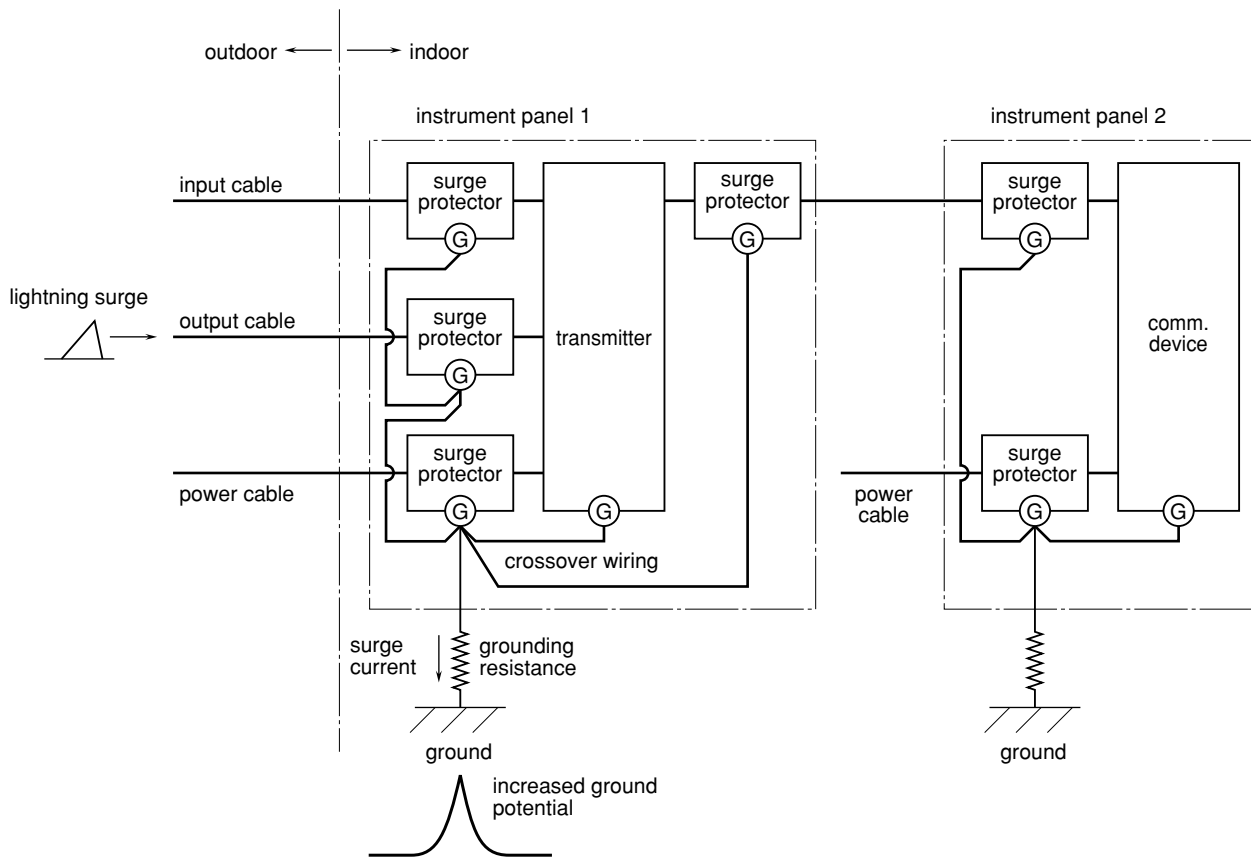 outdoor
indoor
instrument panel 1
instrument panel 2
input cable
surge
protector
G
surge
protector
G
surge
protector
G
lightning surge
output cable
surge
protector
G
transmitter
comm.
device
power cable
surge
protector
G
G
crossover wiring
power
cable
surge
protector
G
G
surge
current
grounding
resistance
ground
ground
increased ground
potential